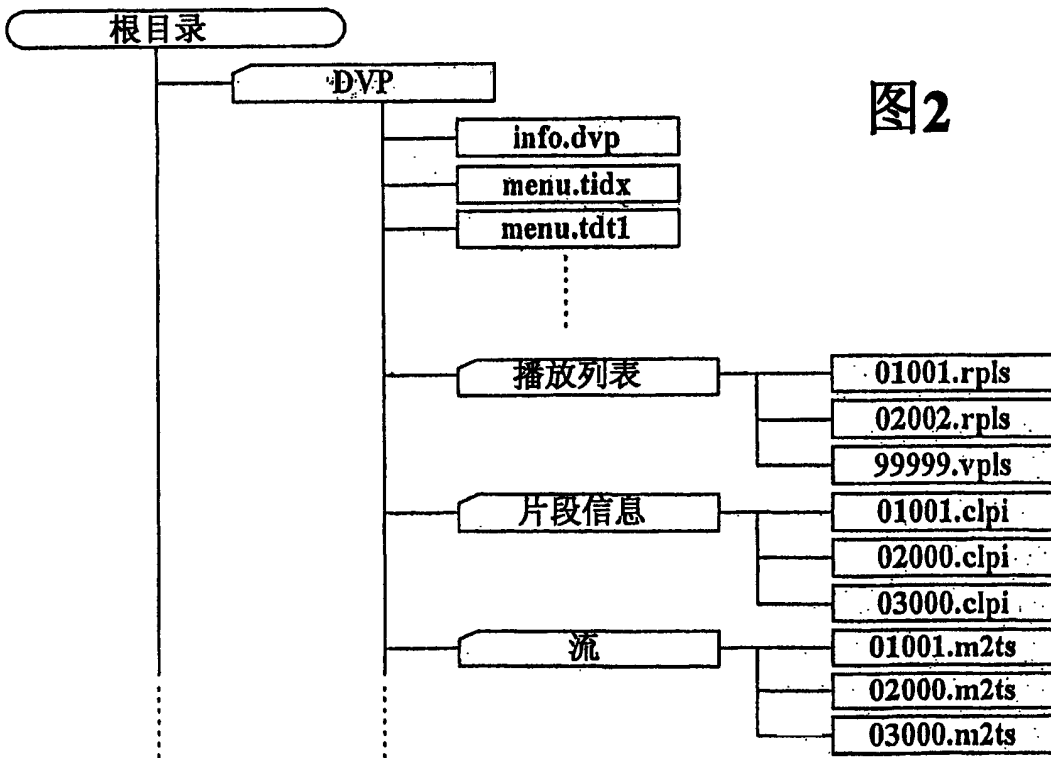 根目录
DVP
图2
info.dvp
menu.tidx
menu.tdt1
播放列表
01001.rpls
02002.rpls
99999.vpls
片段信息
01001.clpi
02000.clpi
03000.clpi
流
01001.m2ts
02000.m2ts
03000.m2ts